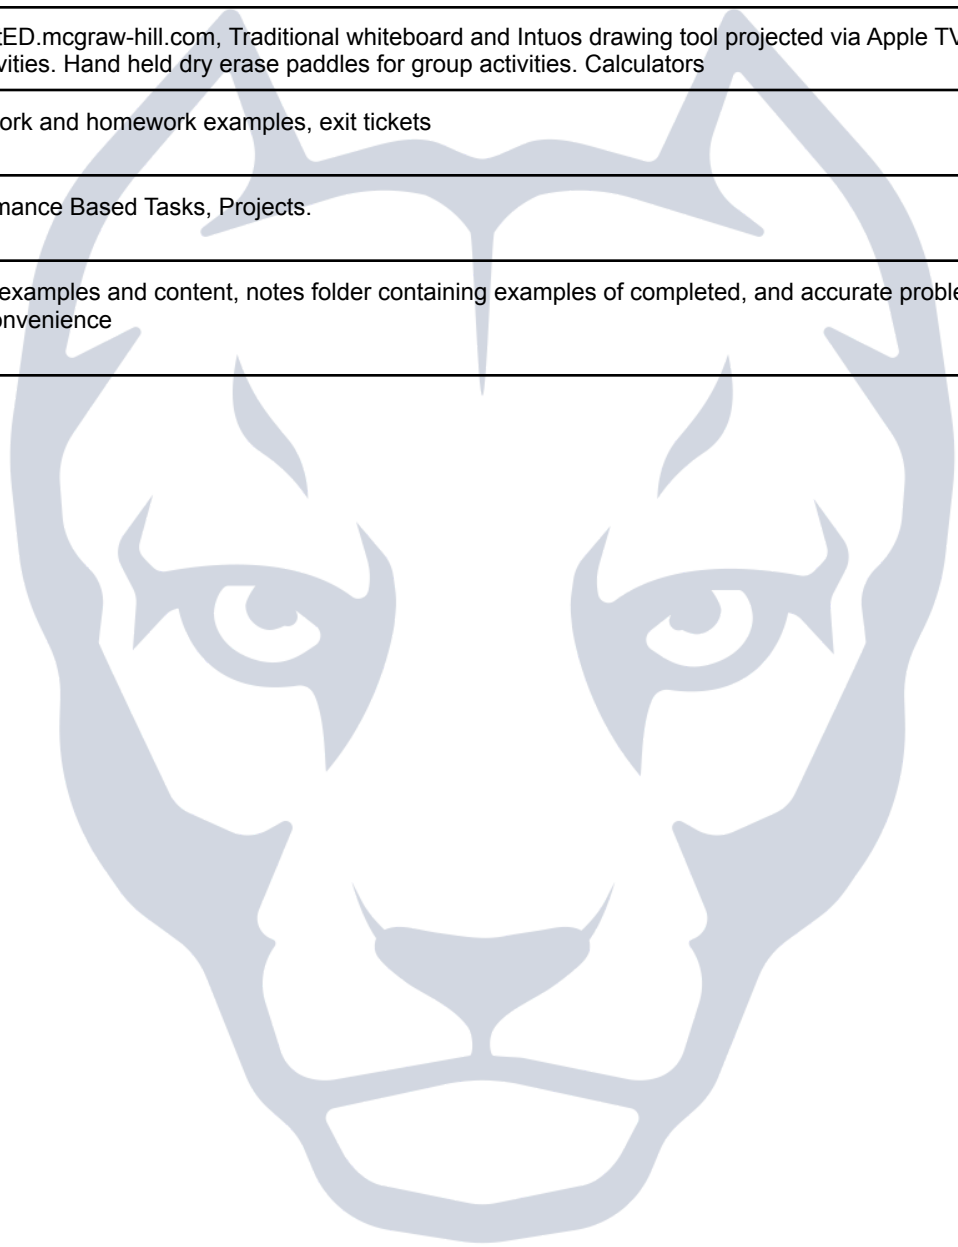 tED.mcgraw-hill.com, Traditional whiteboard and Intuos drawing tool projected via Apple TV
vities. Hand held dry erase paddles for group activities. Calculators
ork and homework examples, exit tickets
mance Based Tasks, Projects.
examples and content, notes folder containing examples of completed, and accurate proble
onvenience